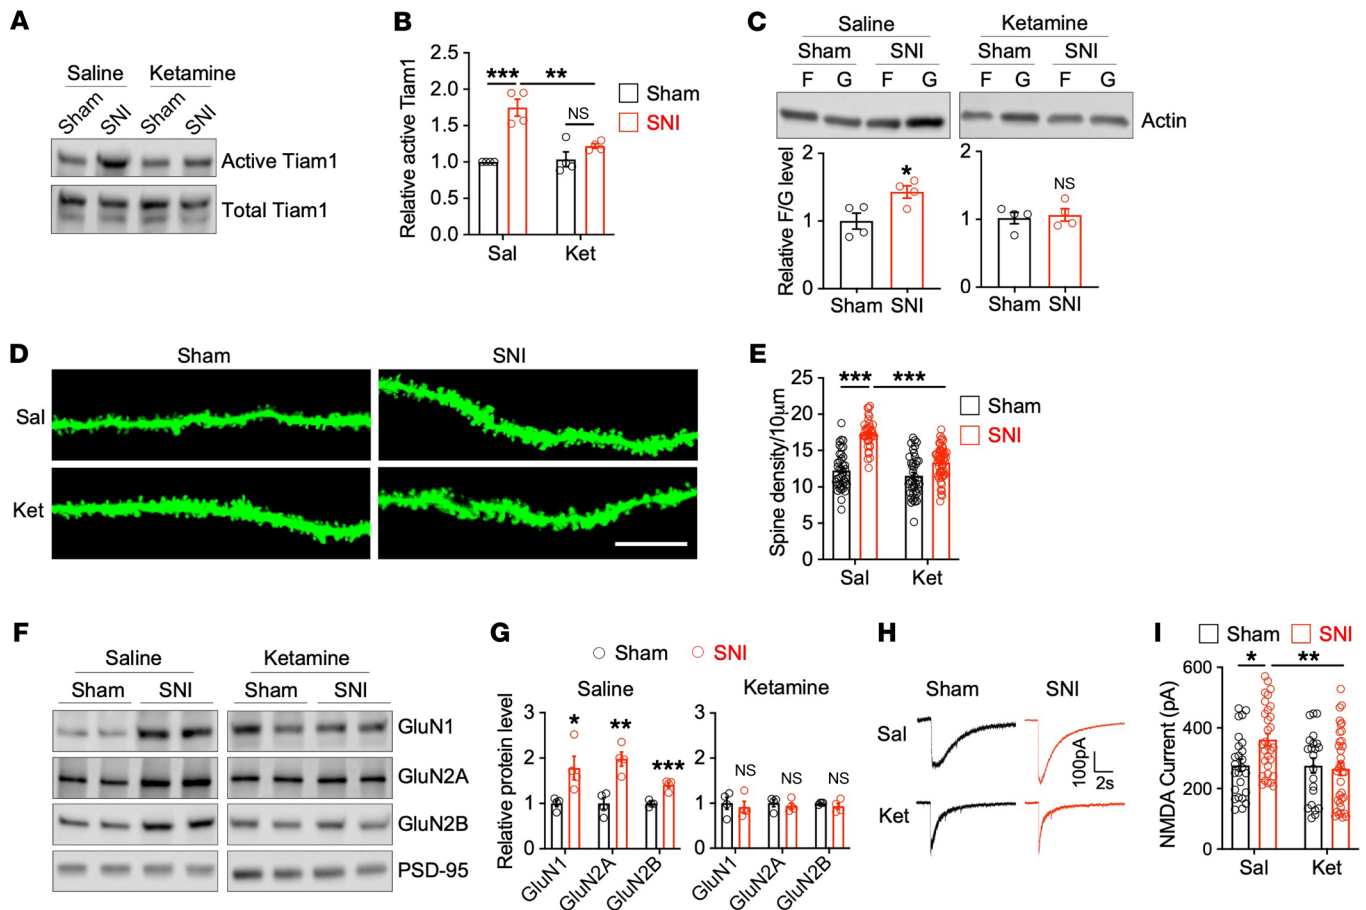 A
Saline Ketamine
Sham SNI Sham SNI
Active Tiam1
Total Tiam1
B
Relative active Tiam1
2.5
2.0
1.5
1.0
0.5
0.0
*** **
NS
Sham
SNI
Sal Ket
C
Saline Ketamine
Sham SNI Sham SNI
F G F G F G F G
Actin
Relative F/G level
2
1
0
*
Sham SNI
2
1
0
NS
Sham SNI
D
Sham SNI
Sal
Ket
E
Spine density/10μm
25
20
15
10
5
0
*** ***
Sham
SNI
Sal Ket
F
Saline Ketamine
Sham SNI Sham SNI
GluN1
GluN2A
GluN2B
PSD-95
G
Sham SNI
Saline Ketamine
Relative protein level
3
2
1
0
* ** ***
GluN1 GluN2A GluN2B
3
2
1
0
NS NS NS
GluN1 GluN2A GluN2B
H
Sham SNI
Sal
Ket
100pA
2s
I
Sham SNI
NMDA Current (pA)
600
400
200
0
* **
Sal Ket